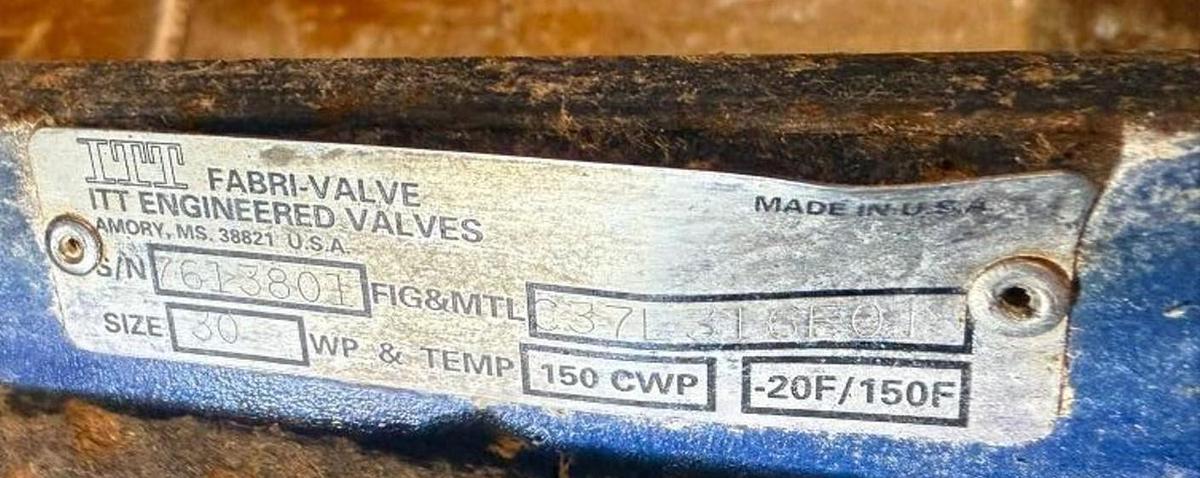 ITT FABRI-VALVE
ITT ENGINEERED VALVES
AMORY, MS. 38821 U.S.A.
MADE IN U.S.A.
S/N 7613801 FIG&MTL
SIZE 30 WP & TEMP 150 CWP -20F/150F